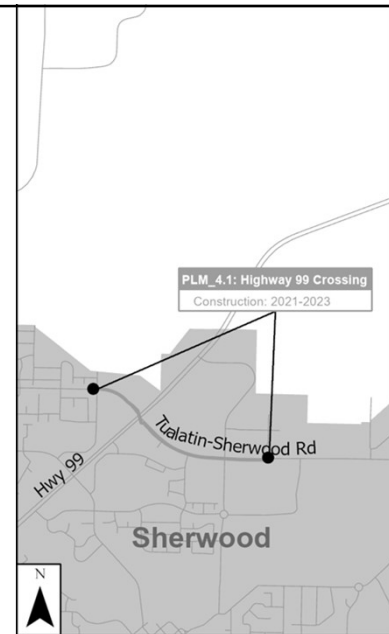 PLM_4.1: Highway 99 Crossing
Construction: 2021-2023
Tualatin-Sherwood Rd
Hwy 99
Sherwood
N